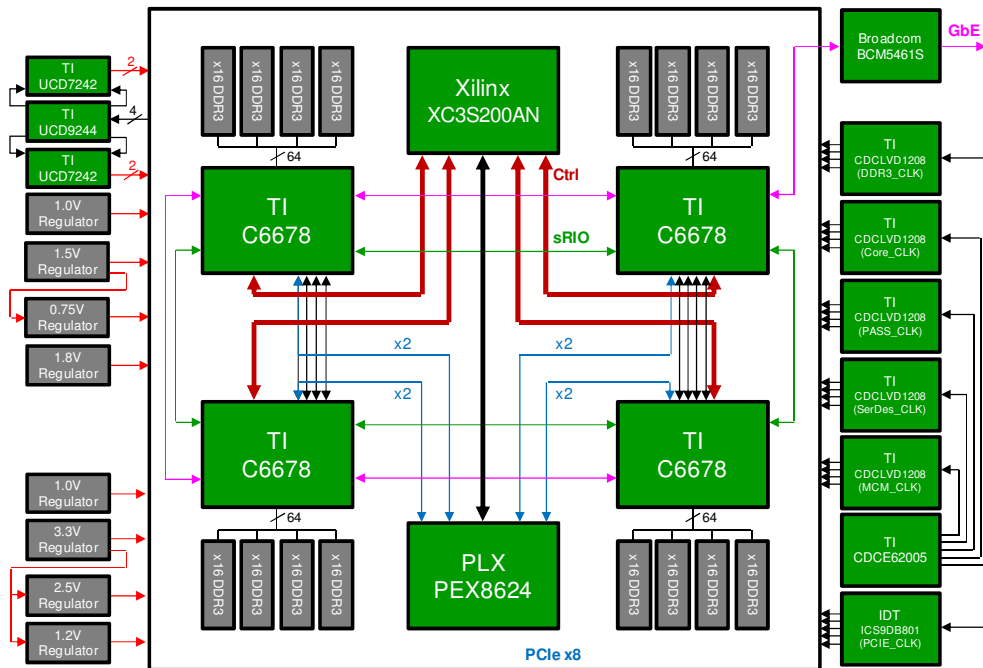 TI
UCD7242
2
TI
UCD9244
4
TI
UCD7242
2
1.0V
Regulator
1.5V
Regulator
0.75V
Regulator
1.8V
Regulator
1.0V
Regulator
3.3V
Regulator
2.5V
Regulator
1.2V
Regulator
x16 DDR3
x16 DDR3
x16 DDR3
x16 DDR3
64
Xilinx
XC3S200AN
x16 DDR3
x16 DDR3
x16 DDR3
x16 DDR3
64
Ctrl
TI
C6678
TI
C6678
sRIO
x2
x2
x2
x2
TI
C6678
TI
C6678
64
64
x16 DDR3
x16 DDR3
x16 DDR3
x16 DDR3
PLX
PEX8624
x16 DDR3
x16 DDR3
x16 DDR3
x16 DDR3
PCIe x8
Broadcom
BCM5461S
GbE
TI
CDCLVD1208
(DDR3_CLK)
TI
CDCLVD1208
(Core_CLK)
TI
CDCLVD1208
(PASS_CLK)
TI
CDCLVD1208
(SerDes_CLK)
TI
CDCLVD1208
(MCM_CLK)
TI
CDCE62005
IDT
ICS9DB801
(PCIE_CLK)